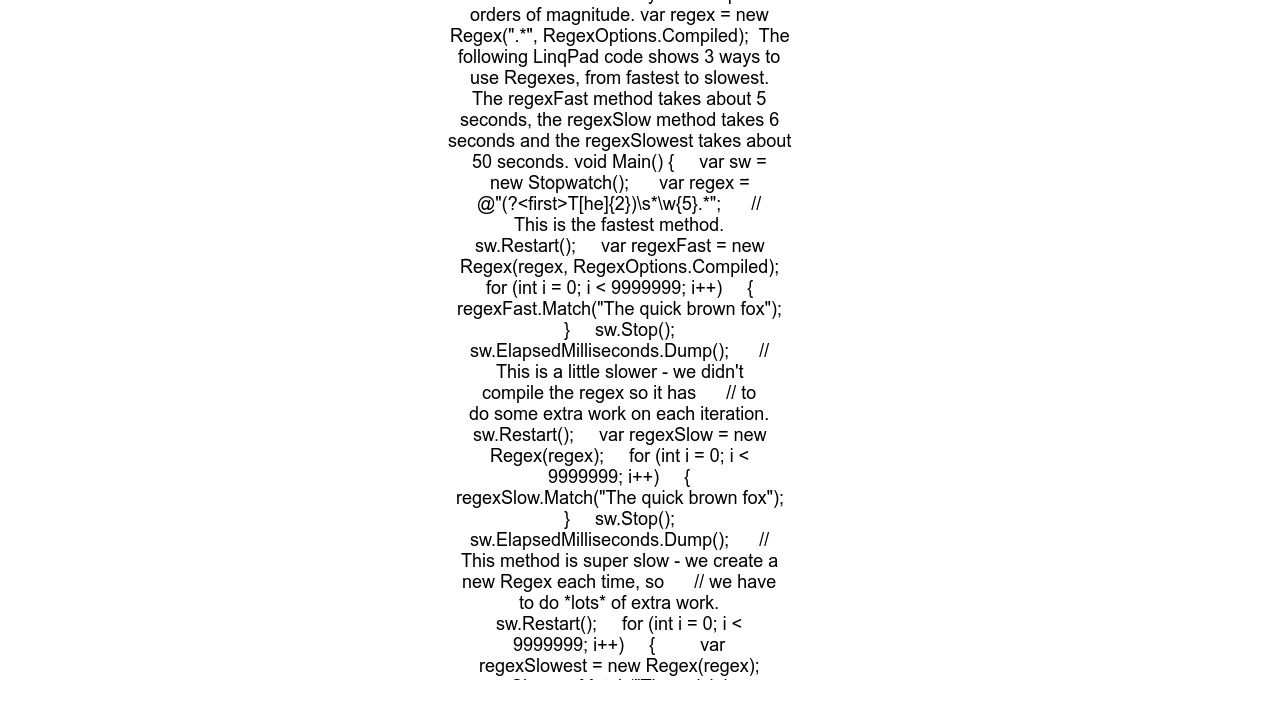 orders of magnitude. var regex = new
Regex(".*", RegexOptions.Compiled);  The
following LinqPad code shows 3 ways to
use Regexes, from fastest to slowest.
The regexFast method takes about 5
seconds, the regexSlow method takes 6
seconds and the regexSlowest takes about
50 seconds. void Main() {     var sw =
new Stopwatch();      var regex =
@"(?<first>T[he]{2})\s*\w{5}.*";      //
This is the fastest method.
sw.Restart();     var regexFast = new
Regex(regex, RegexOptions.Compiled);
for (int i = 0; i < 9999999; i++)     {
regexFast.Match("The quick brown fox");
}     sw.Stop();
sw.ElapsedMilliseconds.Dump();      //
This is a little slower - we didn't
compile the regex so it has      // to
do some extra work on each iteration.
sw.Restart();     var regexSlow = new
Regex(regex);     for (int i = 0; i <
9999999; i++)     {
regexSlow.Match("The quick brown fox");
}     sw.Stop();
sw.ElapsedMilliseconds.Dump();      //
This method is super slow - we create a
new Regex each time, so      // we have
to do *lots* of extra work.
sw.Restart();     for (int i = 0; i <
9999999; i++)     {         var
regexSlowest = new Regex(regex);